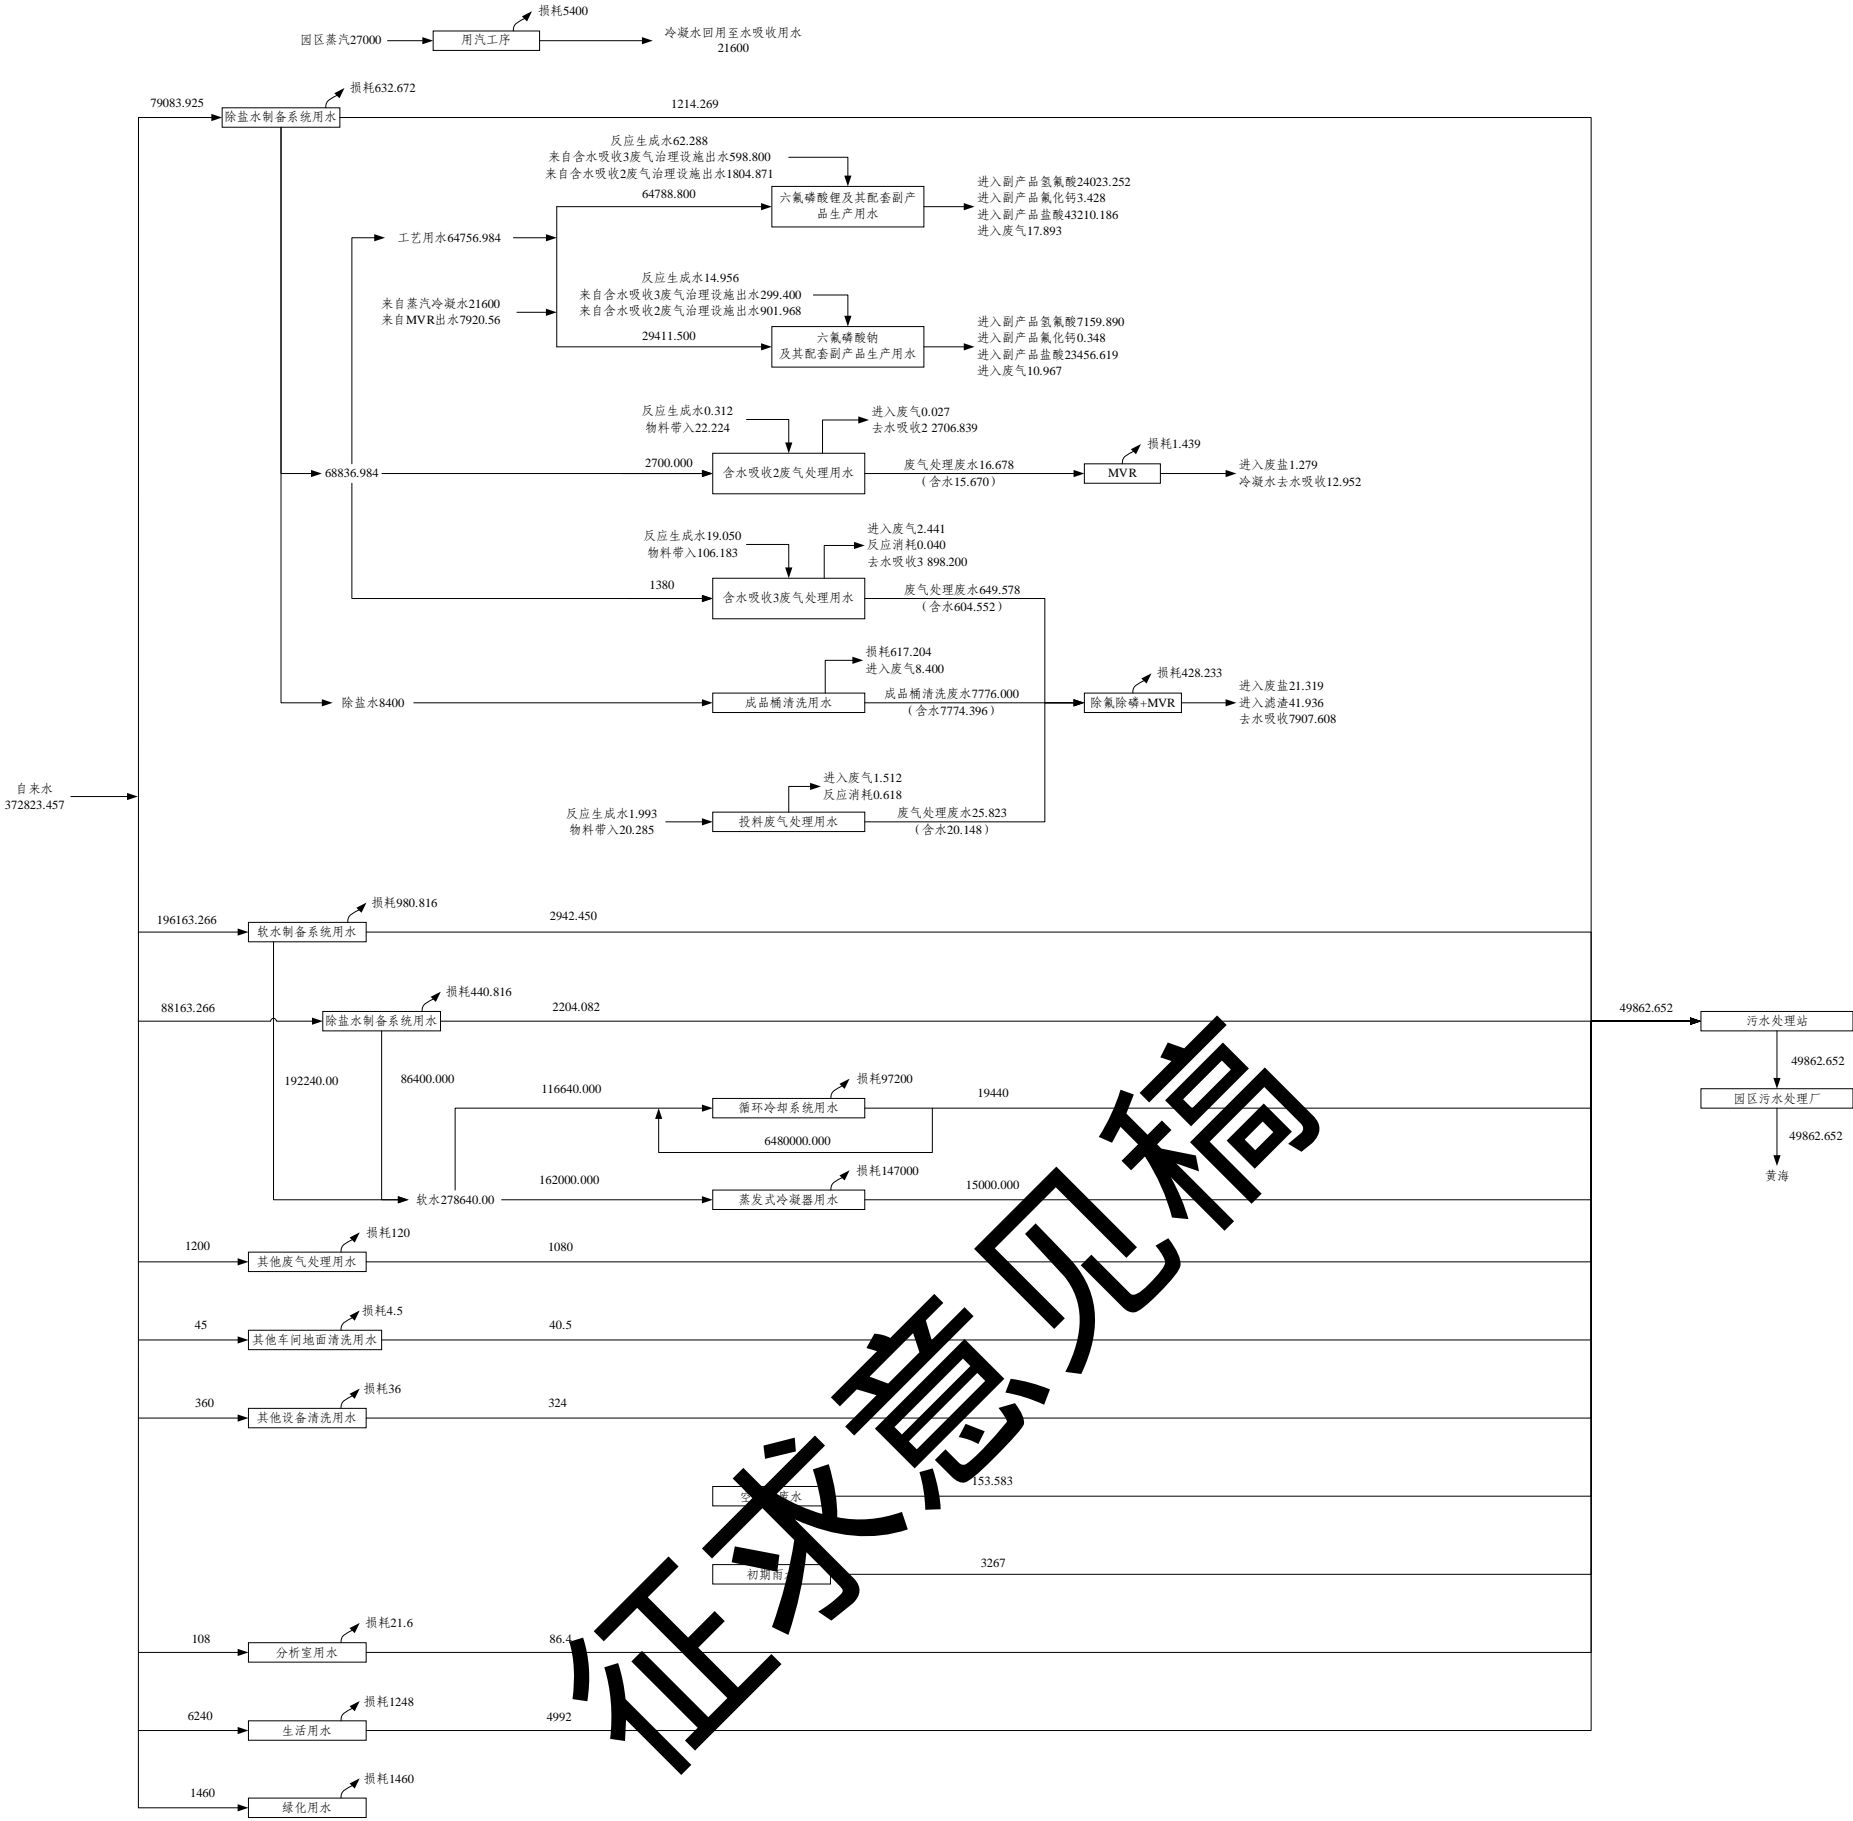 损耗5400
园区蒸汽27000
用汽工序
冷凝水回用至水吸收用水
21600
79083.925
除盐水制备系统用水
损耗632.672
1214.269
反应生成水62.288
来自含水吸收3废气治理设施出水598.800
来自含水吸收2废气治理设施出水1804.871
64788.800
六氟磷酸锂及其配套副产
品生产用水
进入副产品氢氟酸24023.252
进入副产品氟化钙3.428
进入副产品盐酸43210.186
进入废气17.893
工艺用水64756.984
来自蒸汽冷凝水21600
来自MVR出水7920.56
反应生成水14.956
来自含水吸收3废气治理设施出水299.400
来自含水吸收2废气治理设施出水901.968
29411.500
六氟磷酸钠
及其配套副产品生产用水
进入副产品氢氟酸7159.890
进入副产品氟化钙0.348
进入副产品盐酸23456.619
进入废气10.967
68836.984
反应生成水0.312
物料带入22.224
进入废气0.027
去水吸收2 2706.839
2700.000
含水吸收2废气处理用水
废气处理废水16.678
（含水15.670）
损耗1.439
MVR
进入废盐1.279
冷凝水去水吸收12.952
反应生成水19.050
物料带入106.183
进入废气2.441
反应消耗0.040
去水吸收3 898.200
1380
含水吸收3废气处理用水
废气处理废水649.578
（含水604.552）
损耗617.204
进入废气8.400
除盐水8400
成品桶清洗用水
成品桶清洗废水7776.000
（含水7774.396）
损耗428.233
除氟除磷+MVR
进入废盐21.319
进入滤渣41.936
去水吸收7907.608
自来水
372823.457
进入废气1.512
反应消耗0.618
反应生成水1.993
物料带入20.285
投料废气处理用水
废气处理废水25.823
（含水20.148）
196163.266
软水制备系统用水
损耗980.816
2942.450
88163.266
除盐水制备系统用水
损耗440.816
2204.082
49862.652
污水处理站
49862.652
园区污水处理厂
49862.652
黄海
192240.00
86400.000
116640.000
循环冷却系统用水
损耗97200
19440
6480000.000
软水278640.00
162000.000
蒸发式冷凝器用水
损耗147000
15000.000
1200
其他废气处理用水
损耗120
1080
45
其他车间地面清洗用水
损耗4.5
40.5
360
其他设备清洗用水
损耗36
324
废水
153.583
初期雨
3267
108
分析室用水
损耗21.6
86.4
6240
生活用水
损耗1248
4992
1460
绿化用水
损耗1460
征求意见稿